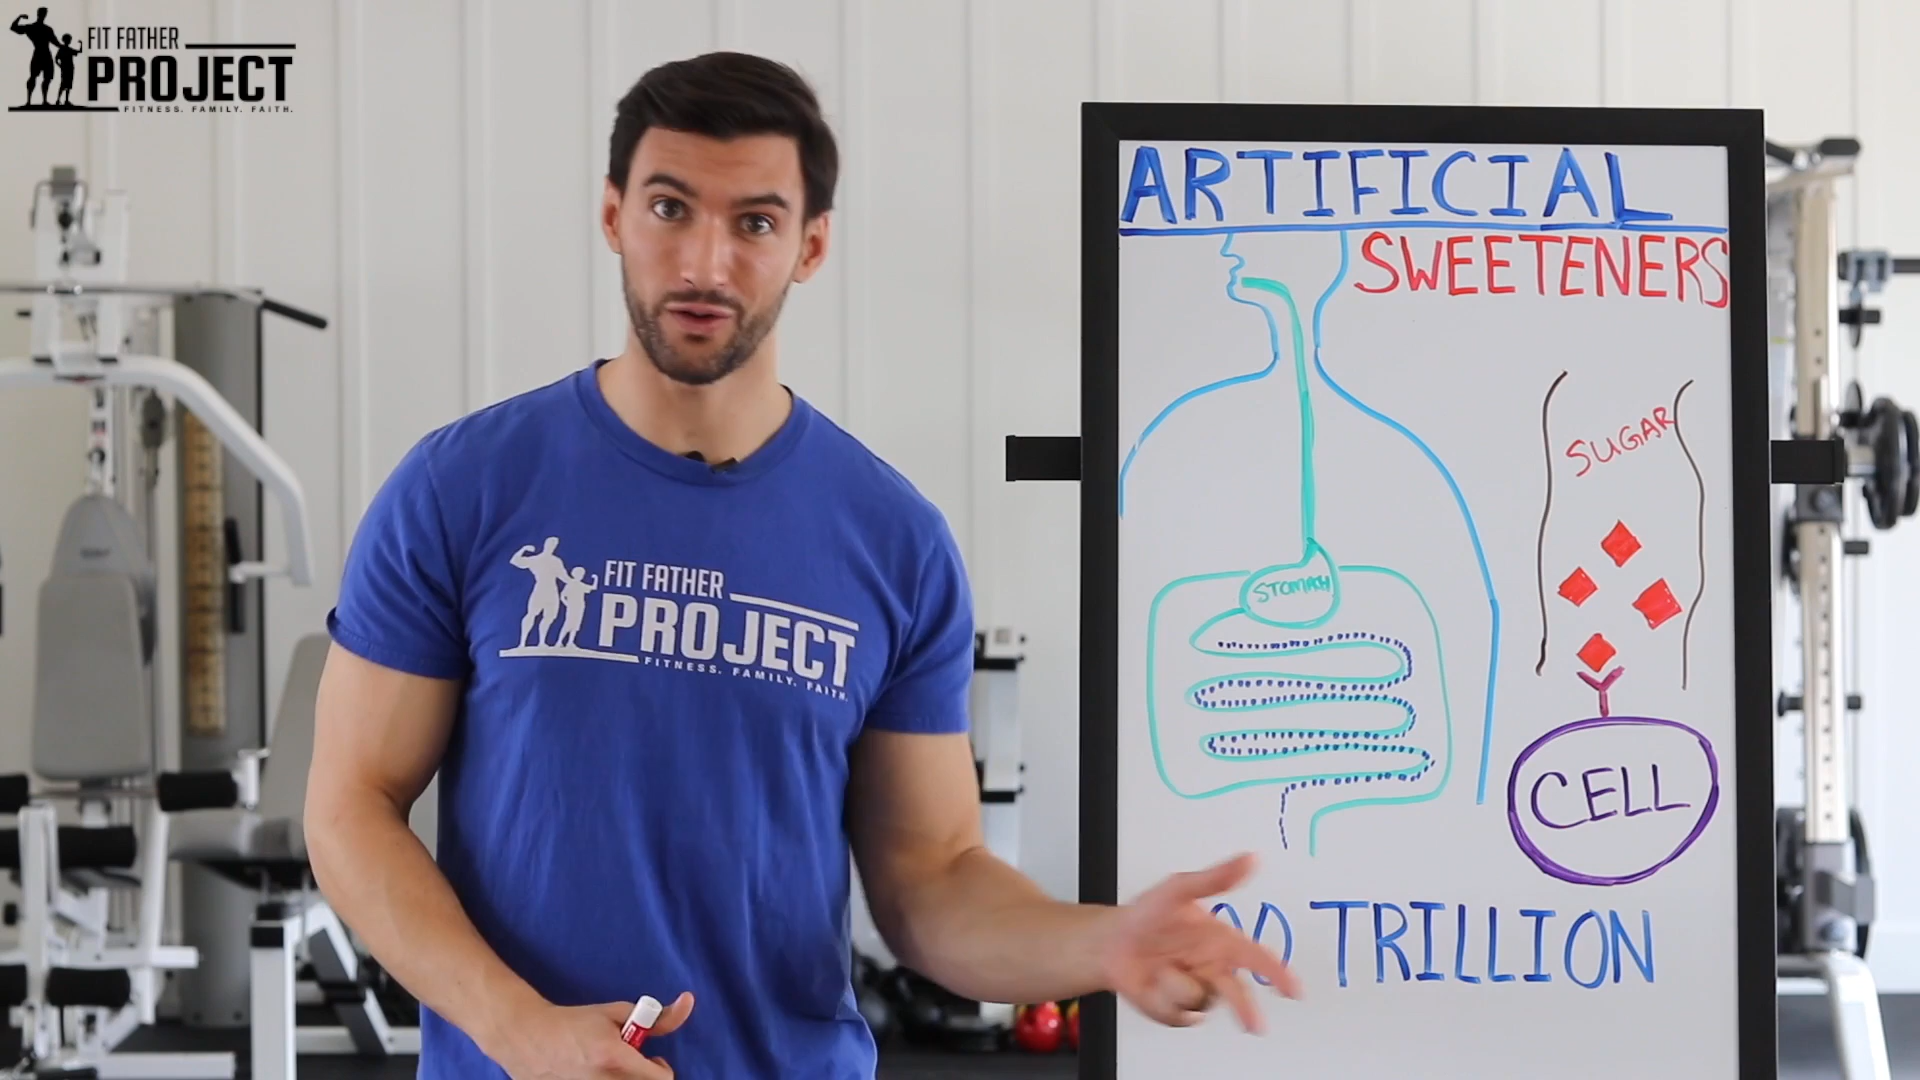 FIT FATHER
PROJECT
FITNESS. FAMILY. FAITH.
ARTIFICIAL
SWEETENERS
SUGAR
STOMACH
FIT FATHER
PROJECT
FITNESS. FAMILY. FAITH.
CELL
TRILLION